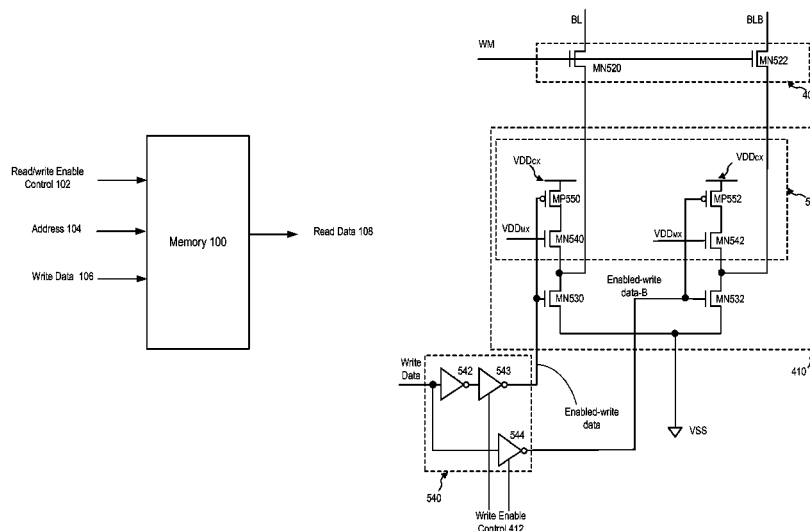 Read/write Enable
Control 102
Address 104
Write Data 106
Memory 100
Read Data 108
BL
BLB
WM
MN520
MN522
VDDCX
VDDCX
MP550
MP552
VDDMX
MN540
VDDMX
MN542
Enabled-write
data-B
MN530
MN532
410
Write
Data
542
543
544
Enabled-write
data
VSS
540
Write Enable
Control 412